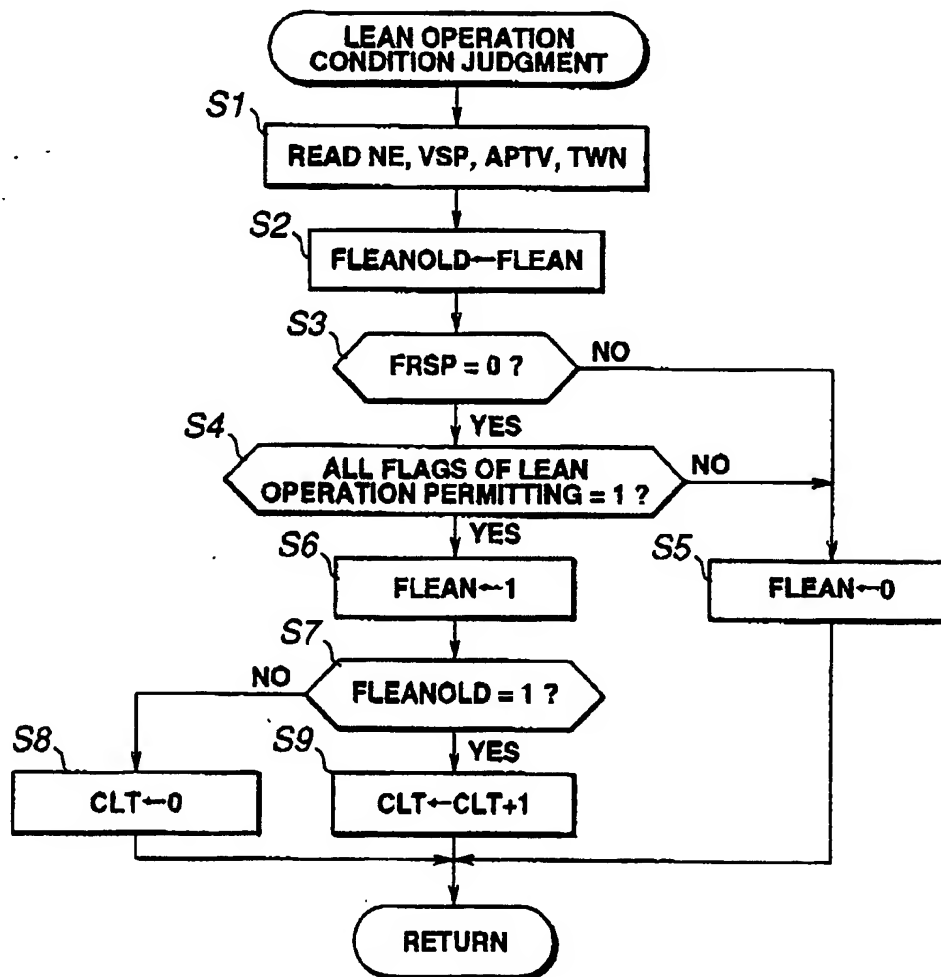 LEAN OPERATION
CONDITION JUDGMENT
S1
READ NE, VSP, APTV, TWN
S2
FLEANOLD←FLEAN
S3
FRSP = 0 ?
NO
YES
S4
ALL FLAGS OF LEAN
OPERATION PERMITTING = 1 ?
NO
YES
S6
FLEAN←1
S5
FLEAN←0
S7
FLEANOLD = 1 ?
NO
YES
S8
CLT←0
S9
CLT←CLT+1
RETURN